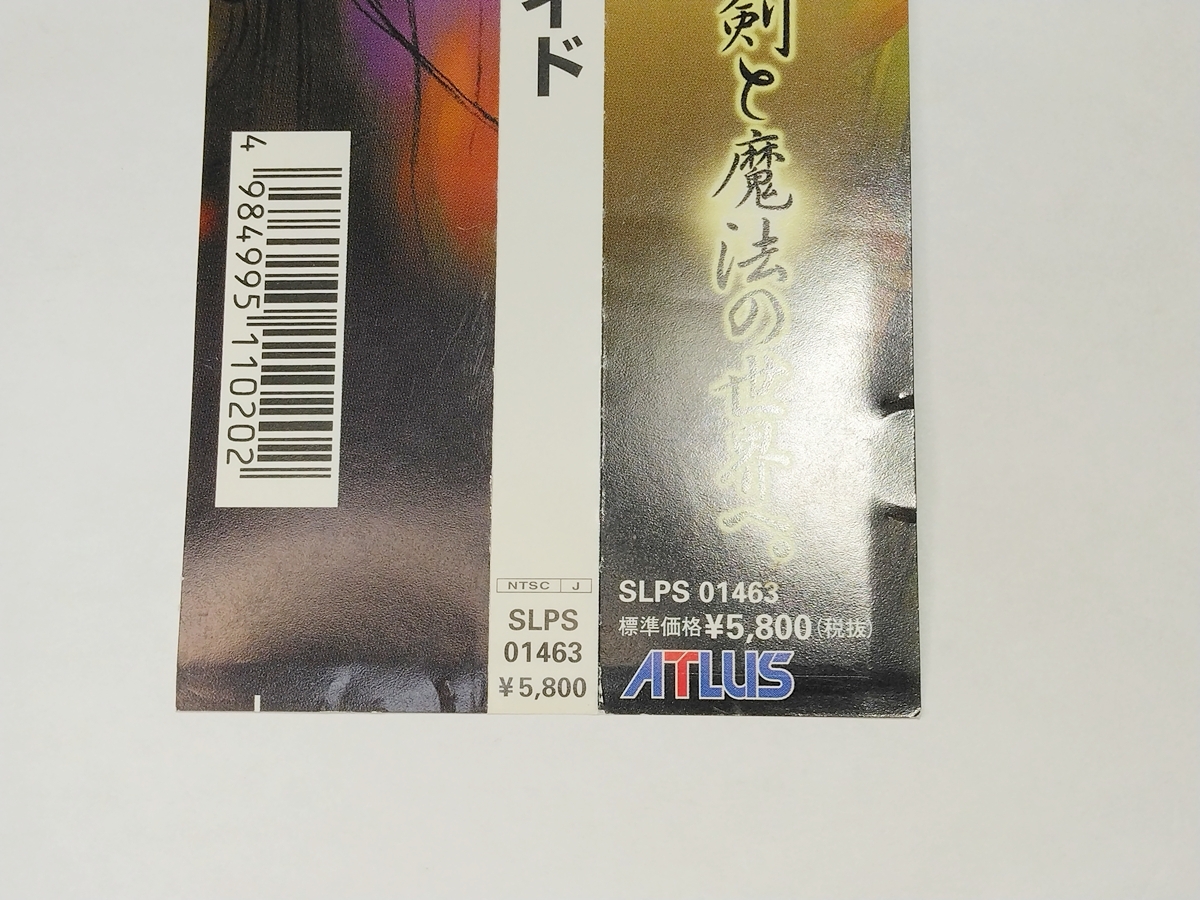 4 984995 110202
イド
NTSC J
SLPS
01463
¥5,800
剣と魔法の世界へ。
SLPS 01463
標準価格¥5,800(税抜)
ATLUS